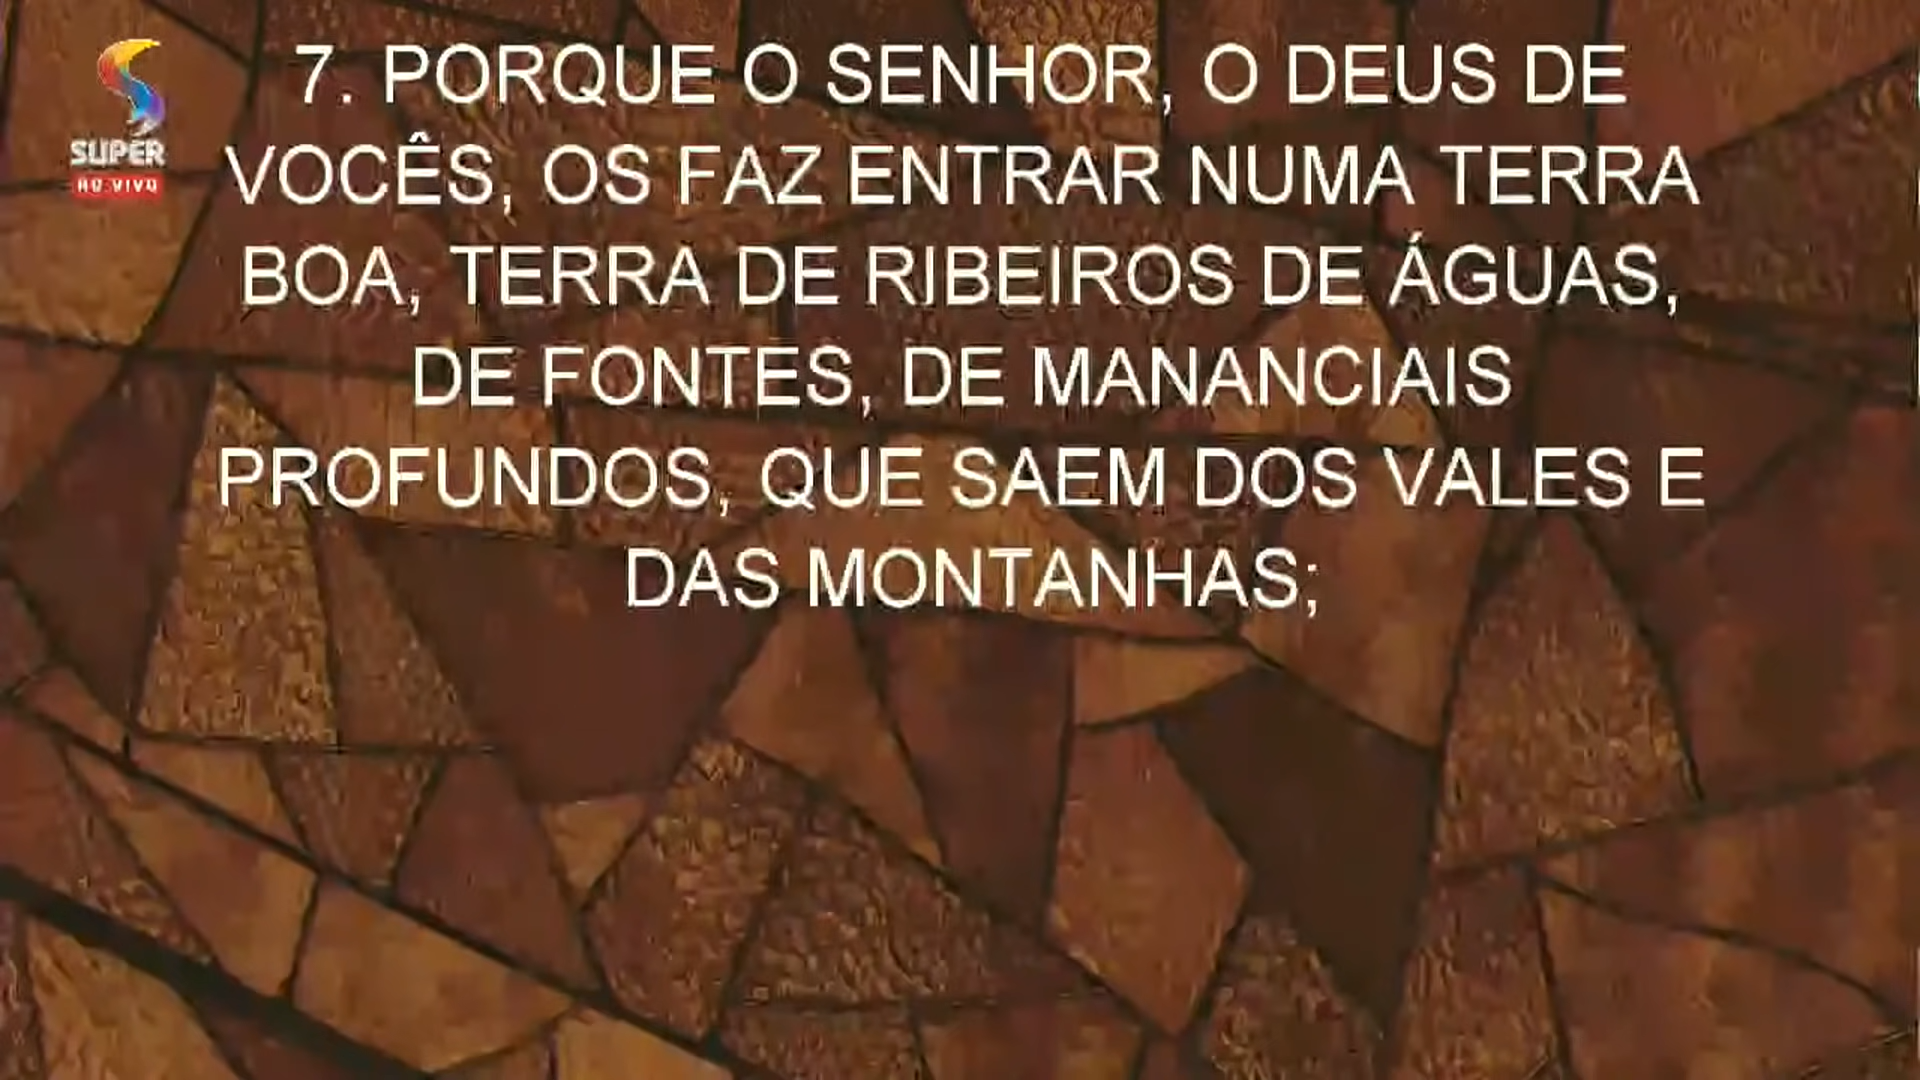 7. PORQUE O SENHOR, O DEUS DE
VOCÊS, OS FAZ ENTRAR NUMA TERRA
BOA, TERRA DE RIBEIROS DE ÁGUAS,
DE FONTES, DE MANANCIAIS
PROFUNDOS, QUE SAEM DOS VALES E
DAS MONTANHAS;
SUPER
AO VIVO